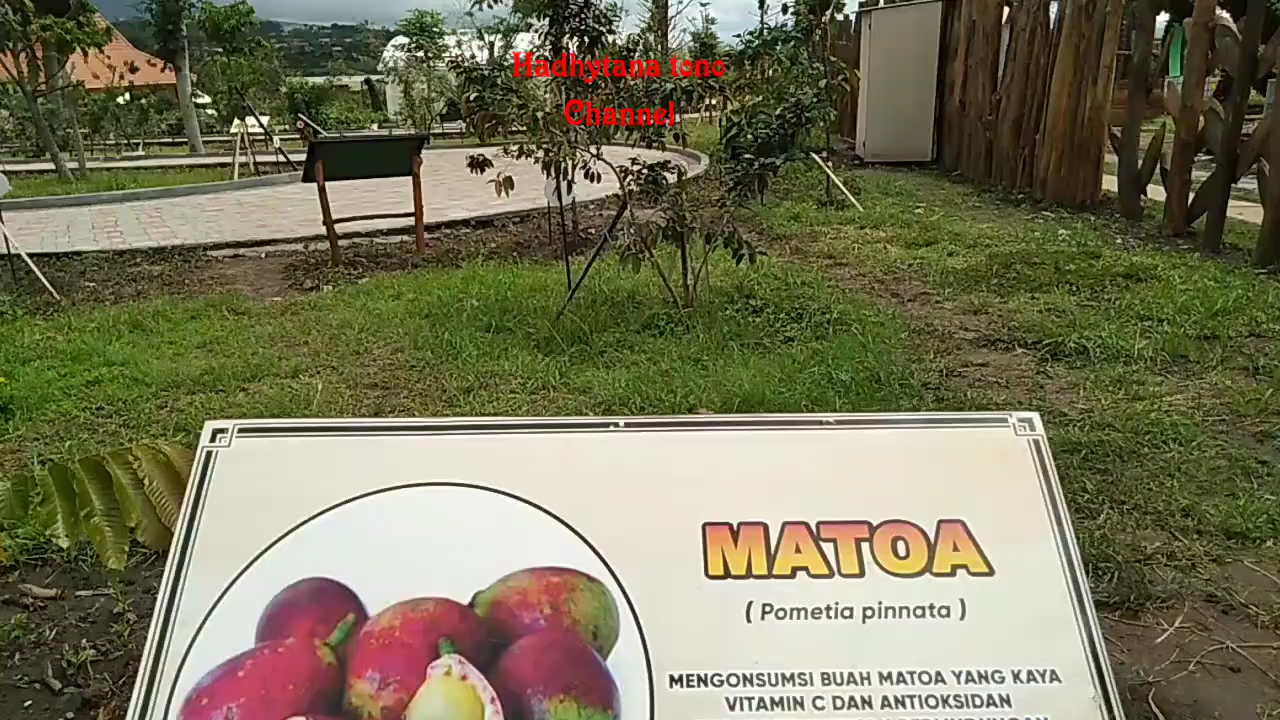 Hadhytana tono
Channel
MATOA
( Pometia pinnata )
MENGONSUMSI BUAH MATOA YANG KAYA
VITAMIN C DAN ANTIOKSIDAN